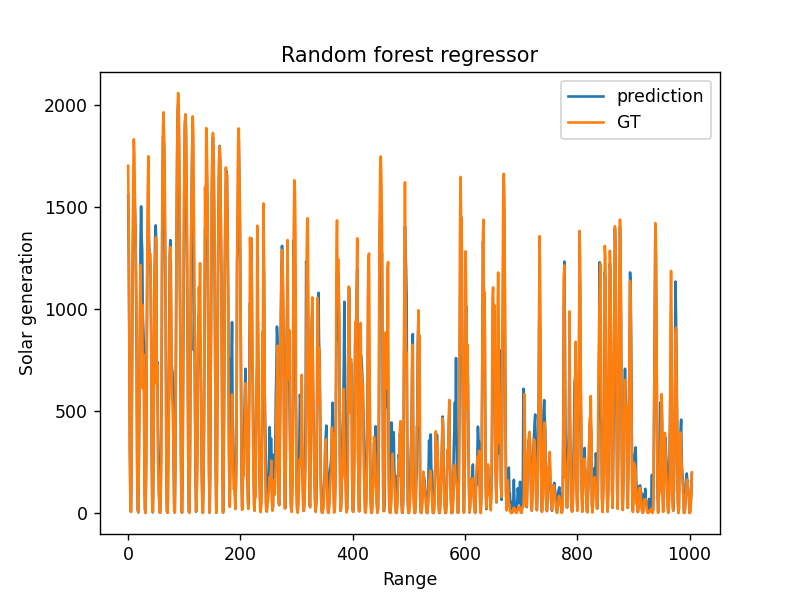 Random forest regressor
prediction
GT
Solar generation
2000
1500
1000
500
0
0
200
400
600
800
1000
Range